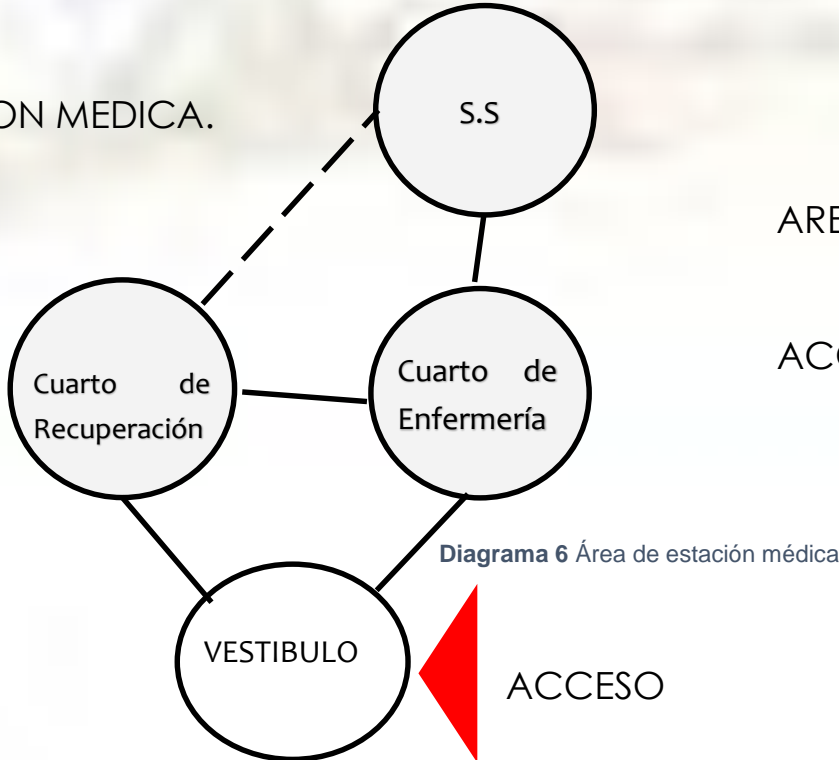 ON MEDICA.
S.S
ARE
ACC
Cuarto de
Recuperación
Cuarto de
Enfermería
Diagrama 6 Área de estación médica
VESTIBULO
ACCESO